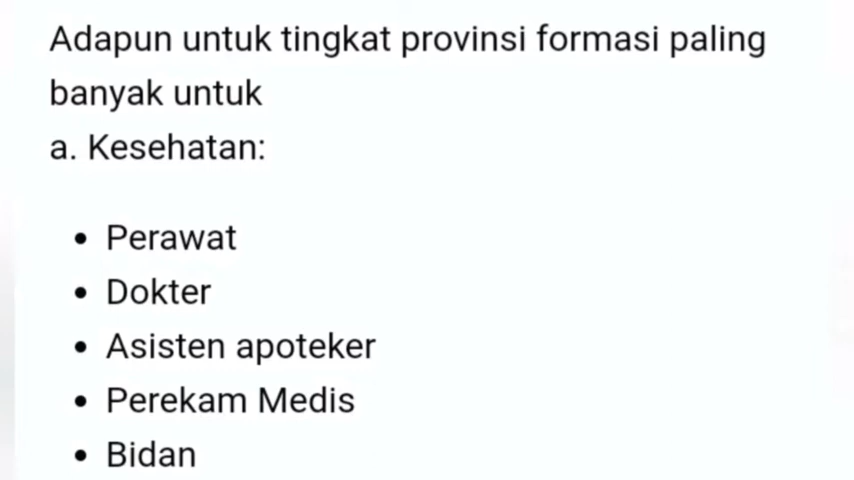 Adapun untuk tingkat provinsi formasi paling
banyak untuk
a. Kesehatan:
• Perawat
• Dokter
• Asisten apoteker
• Perekam Medis
• Bidan